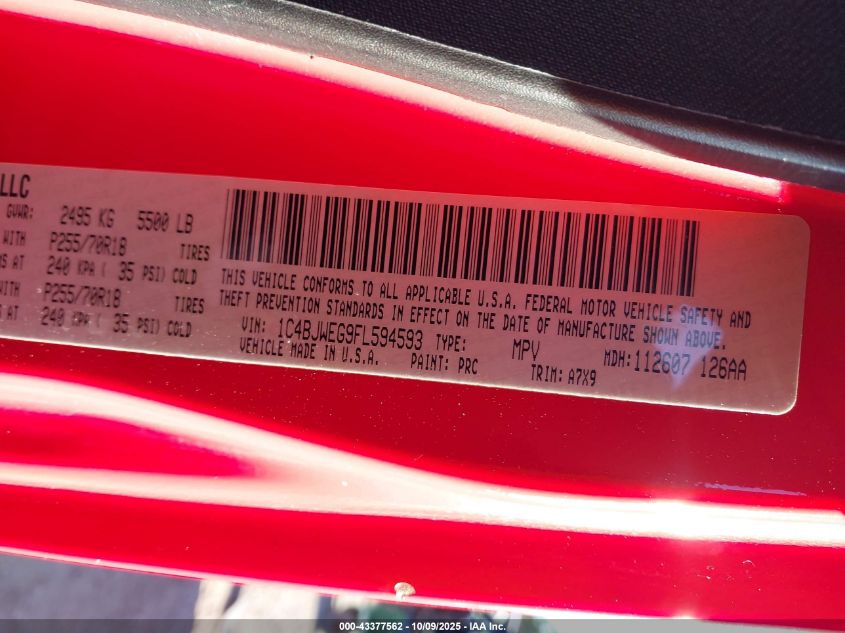 LLC
GVWR: 2495 KG 5500 LB
WITH P255/70R18 TIRES
AT 240 KPA ( 35 PSI) COLD
WITH P255/70R18 TIRES
AT 240 KPA ( 35 PSI) COLD
THIS VEHICLE CONFORMS TO ALL APPLICABLE U.S.A. FEDERAL MOTOR VEHICLE SAFETY AND
THEFT PREVENTION STANDARDS IN EFFECT ON THE DATE OF MANUFACTURE SHOWN ABOVE.
VIN: 1C4BJWEG9FL594593 TYPE: MPV MDH: 112607 126AA
VEHICLE MADE IN U.S.A. PAINT: PRC TRIM: A7X9
000-43377562 - 10/09/2025 - IAA Inc.